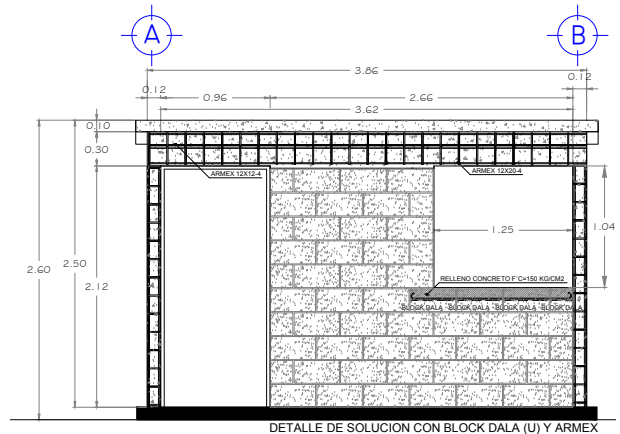 A B
3.86
0.12 0.96 2.66 0.12
3.62
0.10
0.30
ARMEX 12X12-4 ARMEX 12X20-4
1.25 1.04
2.60 2.50 2.12
RELLENO CONCRETO F´C=150 KG/CM2
BLOCK DALA - BLOCK DALA - BLOCK DALA - BLOCK DALA
DETALLE DE SOLUCION CON BLOCK DALA (U) Y ARMEX